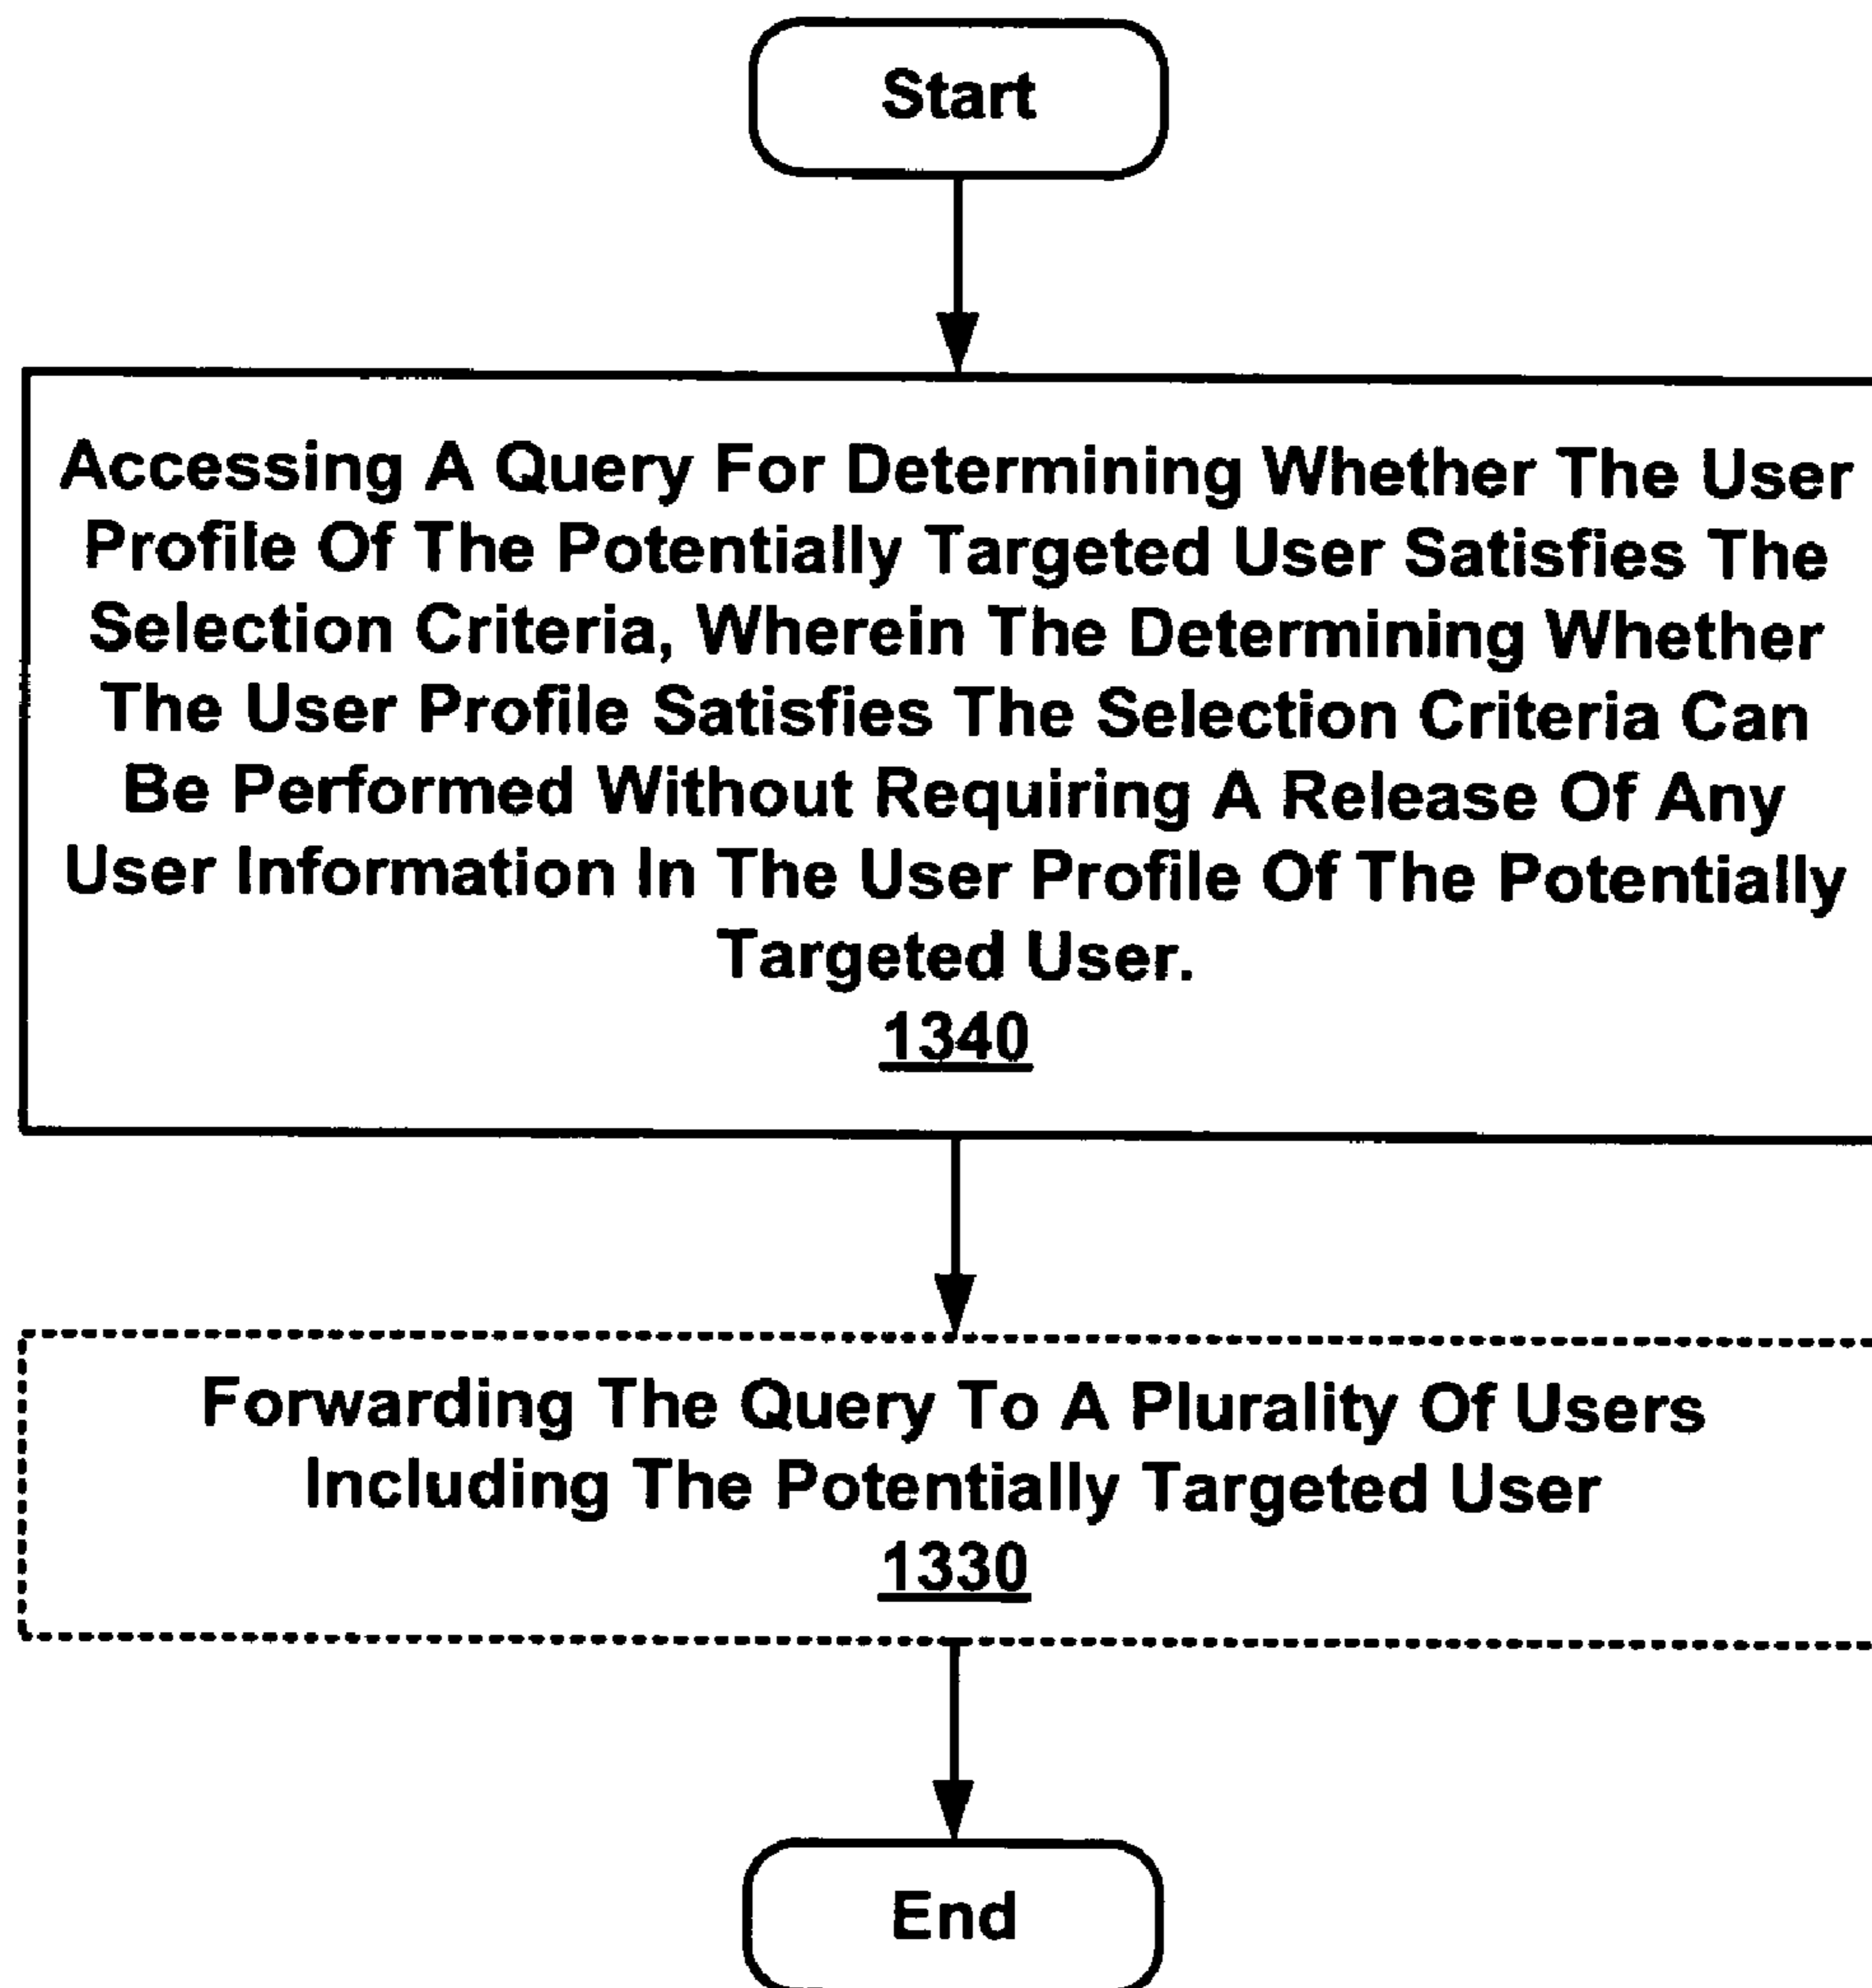 Start
Accessing A Query For Determining Whether The User
Profile Of The Potentially Targeted User Satisfies The
Selection Criteria, Wherein The Determining Whether
The User Profile Satisfies The Selection Criteria Can
Be Performed Without Requiring A Release Of Any
User Information In The User Profile Of The Potentially
Targeted User.
1340
Forwarding The Query To A Plurality Of Users
Including The Potentially Targeted User
1330
End